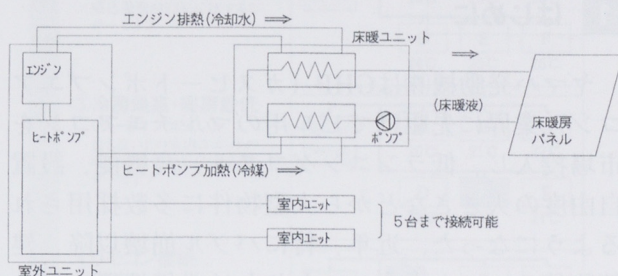 エンジン排熱(冷却水) ⇒
床暖ユニット
エンジン
(床暖液)
床暖房
パネル
ヒートポンプ
ポンプ
ヒートポンプ加熱(冷媒) ⇒
室内ユニット
5台まで接続可能
室内ユニット
室外ユニット